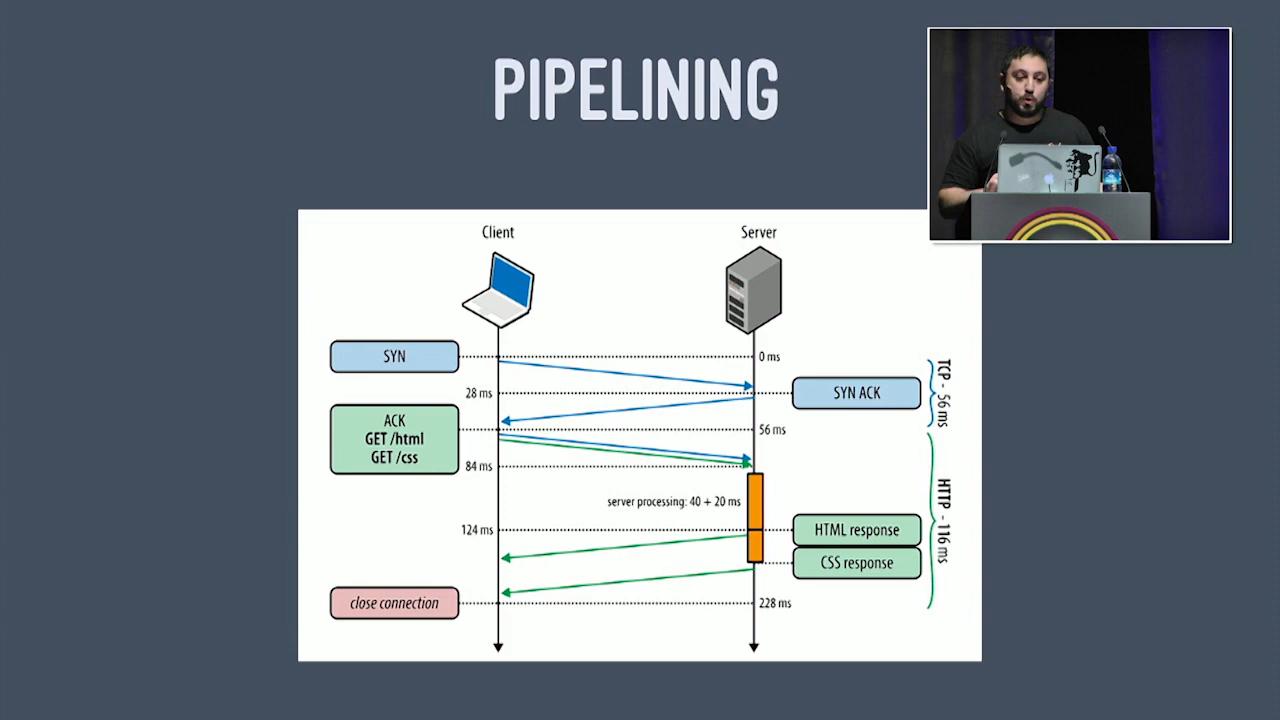 PIPELINING
Client
Server
SYN
0 ms
28 ms
SYN ACK
TCP - 56 ms
ACK
GET /html
GET /css
56 ms
84 ms
server processing: 40 + 20 ms
HTTP - 116 ms
124 ms
HTML response
CSS response
close connection
228 ms